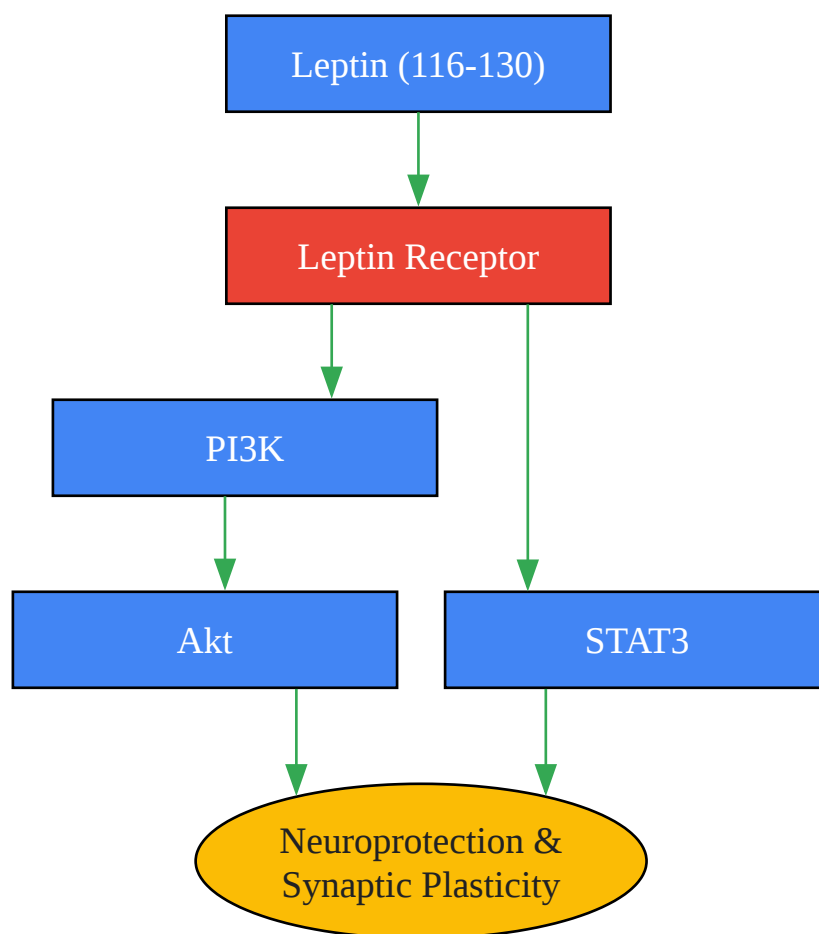 Leptin (116-130)
Leptin Receptor
PI3K
Akt
STAT3
Neuroprotection &
Synaptic Plasticity